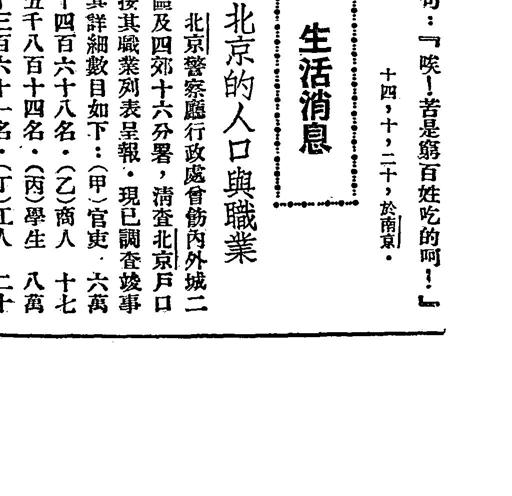 ：『唉！苦是窮百姓吃的呵！』
十四，十，二十，於南京．
生活消息
北京的人口與職業
北京警察廳行政處曾飭內外城二
區及四郊十六分署，清查北京戶口
按其職業列表呈報．現已調查竣事
其詳細數目如下：（甲）官吏．六萬
十四百六十八名．（乙）商人　十七
五千八百十四名．（丙）學生　八萬
三百六十一名．（丁）工人　二十